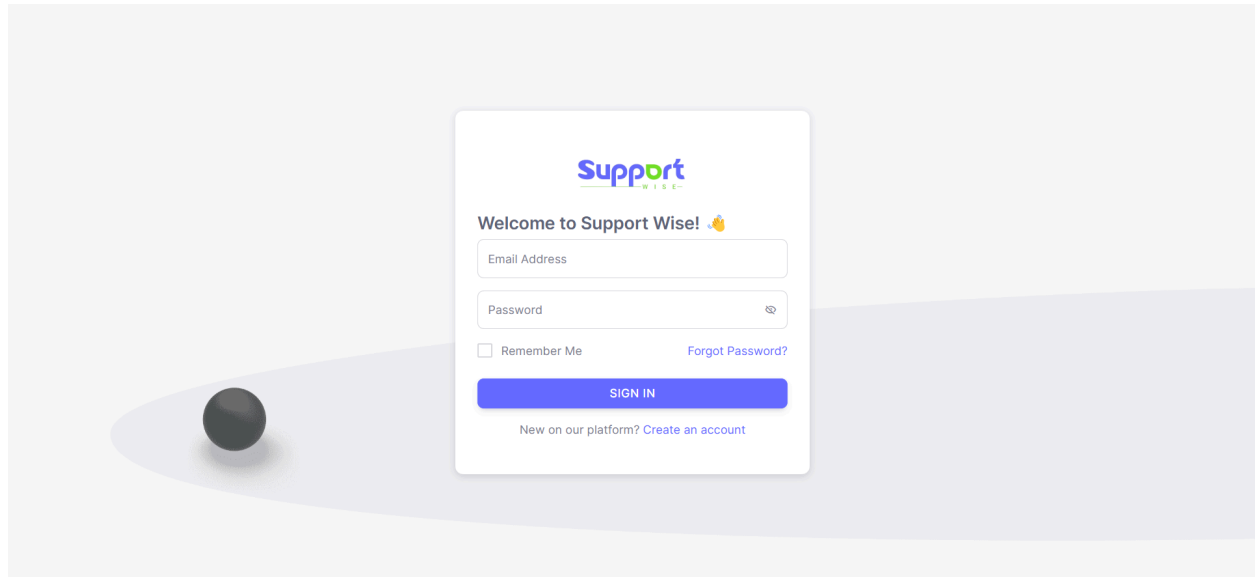 Support
WISE
Welcome to Support Wise! 👋
Email Address
Password
Remember Me
Forgot Password?
SIGN IN
New on our platform? Create an account